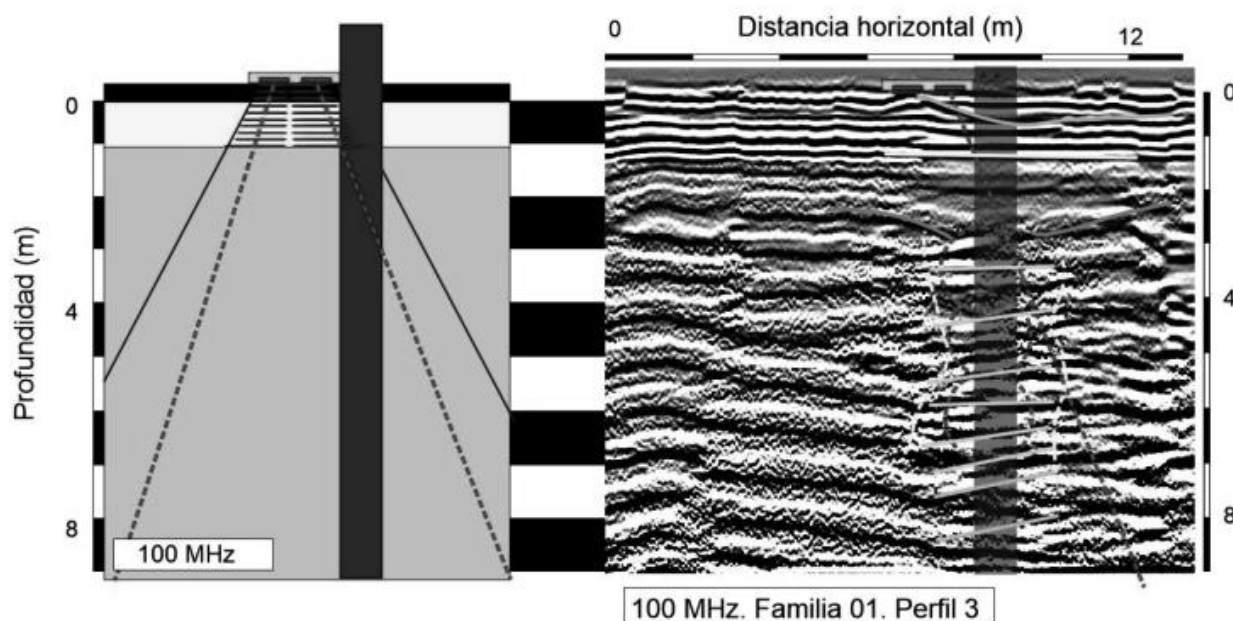 Distancia horizontal (m)
0
12
Profundidad (m)
0
4
8
0
4
8
100 MHz
100 MHz. Familia 01. Perfil 3